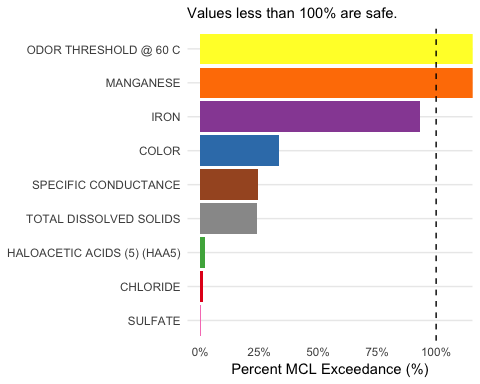 Values less than 100% are safe.
ODOR THRESHOLD @ 60 C
MANGANESE
IRON
COLOR
SPECIFIC CONDUCTANCE
TOTAL DISSOLVED SOLIDS
HALOACETIC ACIDS (5) (HAA5)
CHLORIDE
SULFATE
0% 25% 50% 75% 100%
Percent MCL Exceedance (%)